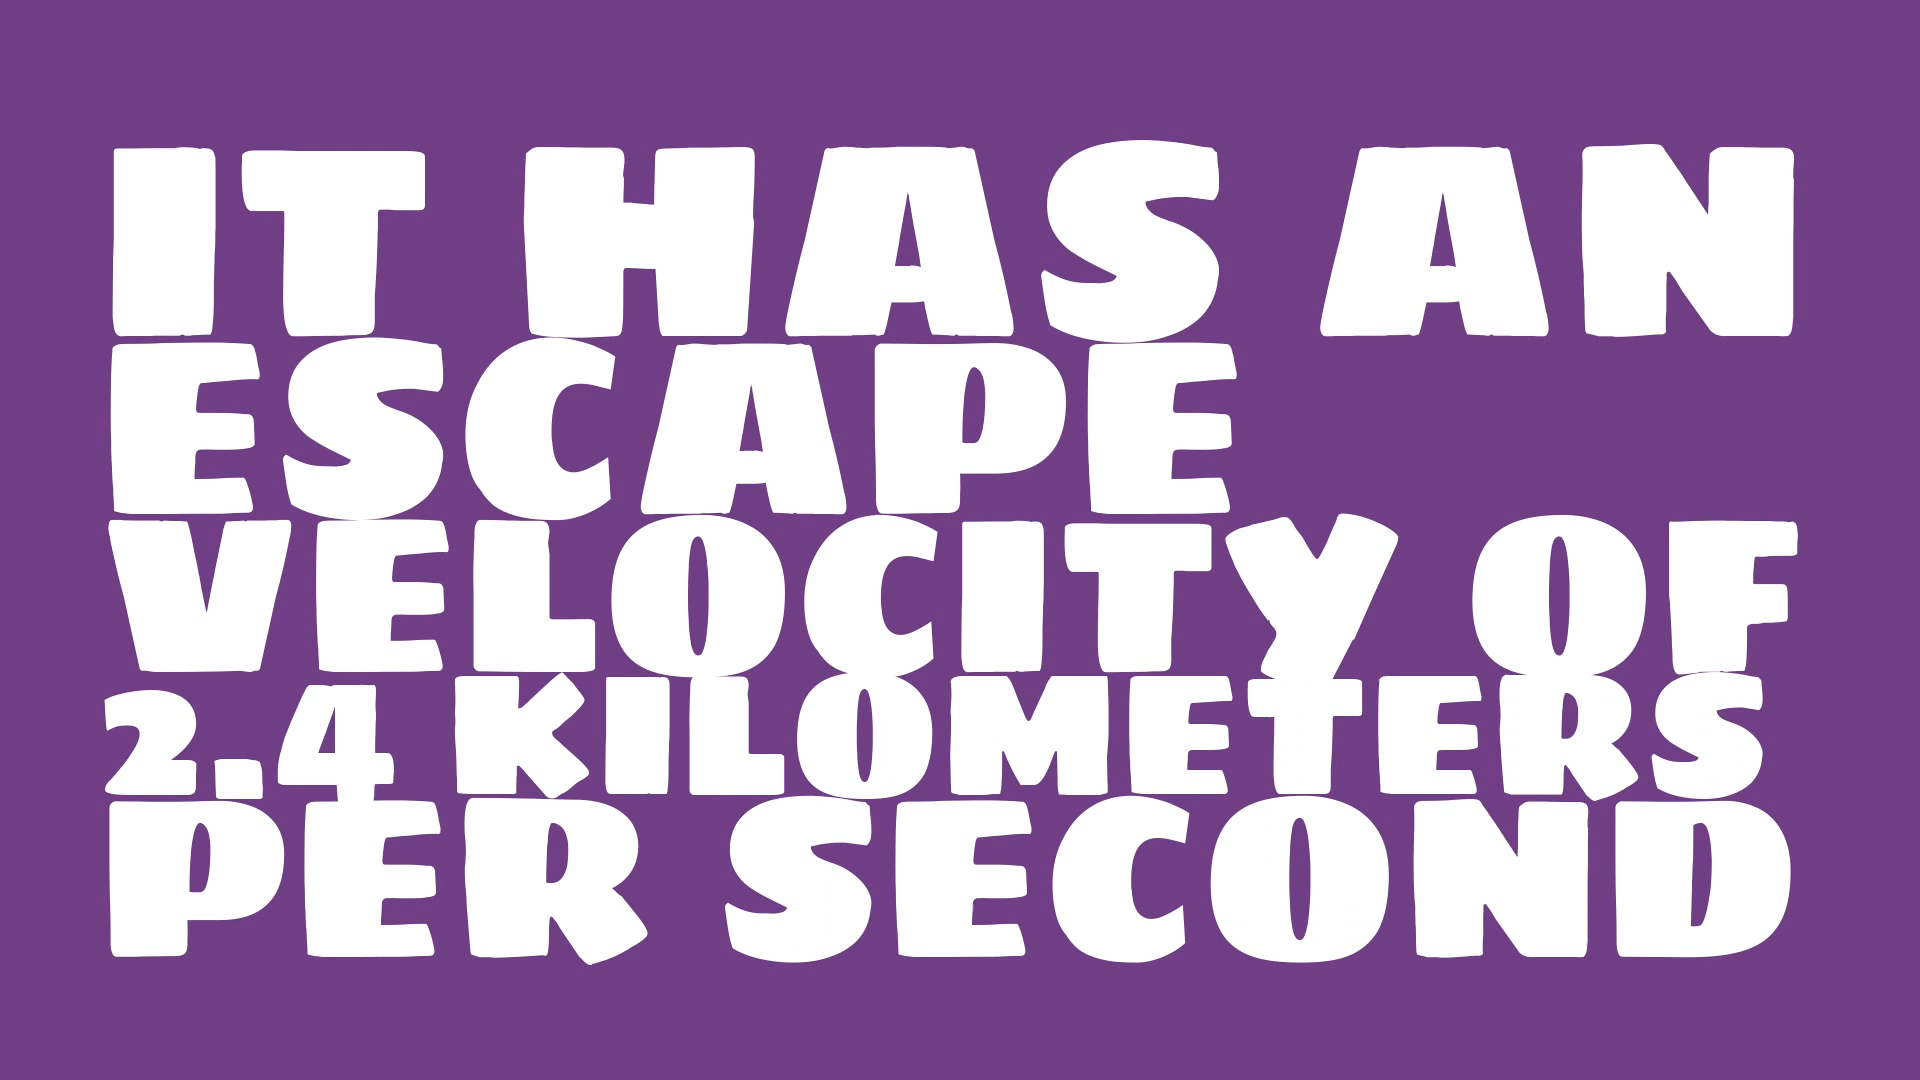 IT HAS AN
ESCAPE
VELOCITY OF
2.4 KILOMETERS
PER SECOND